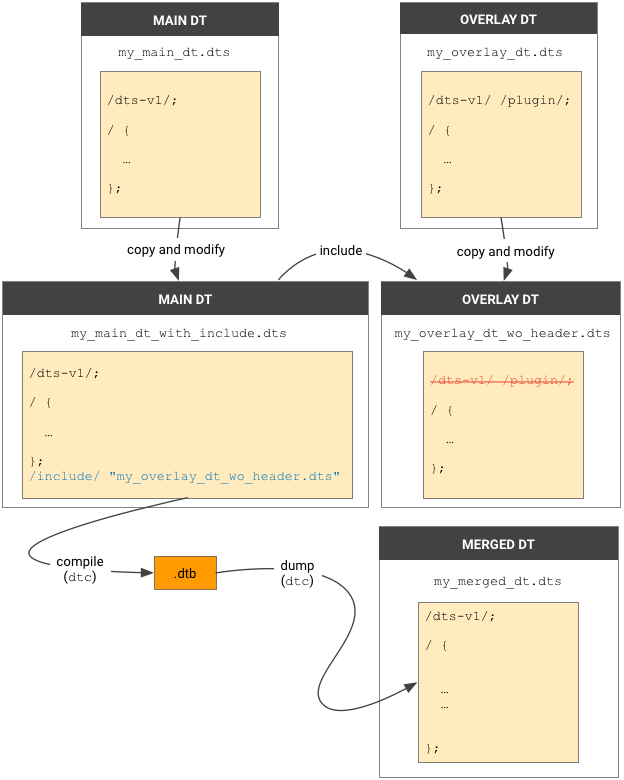 MAIN DT
my_main_dt.dts
/dts-v1/;
/ {
…
};
OVERLAY DT
my_overlay_dt.dts
/dts-v1/ /plugin/;
/ {
…
};
copy and modify
include
copy and modify
MAIN DT
my_main_dt_with_include.dts
/dts-v1/;
/ {
…
};
/include/ "my_overlay_dt_wo_header.dts"
OVERLAY DT
my_overlay_dt_wo_header.dts
/dts-v1/ /plugin/;
/ {
…
};
compile
(dtc)
.dtb
dump
(dtc)
MERGED DT
my_merged_dt.dts
/dts-v1/;
/ {
…
…
};